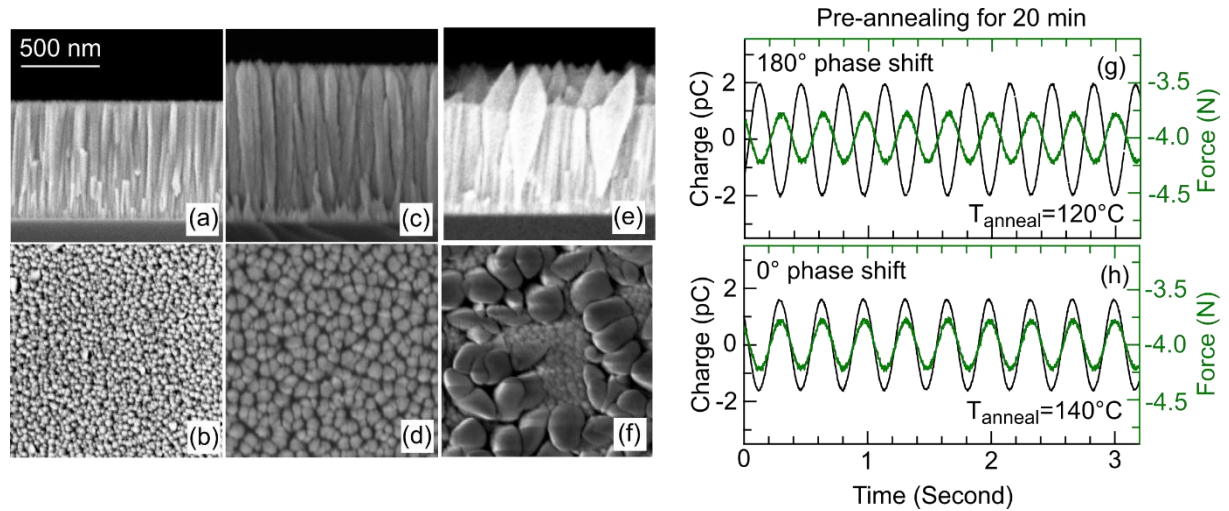 500 nm
(a)
(c)
(e)
(b)
(d)
(f)
Pre-annealing for 20 min
180° phase shift
(g)
2
0
-2
Charge (pC)
-3.5
-4.0
-4.5
Force (N)
Tanneal=120°C
0° phase shift
(h)
2
0
-2
Charge (pC)
-3.5
-4.0
-4.5
Force (N)
Tanneal=140°C
0 1 2 3
Time (Second)